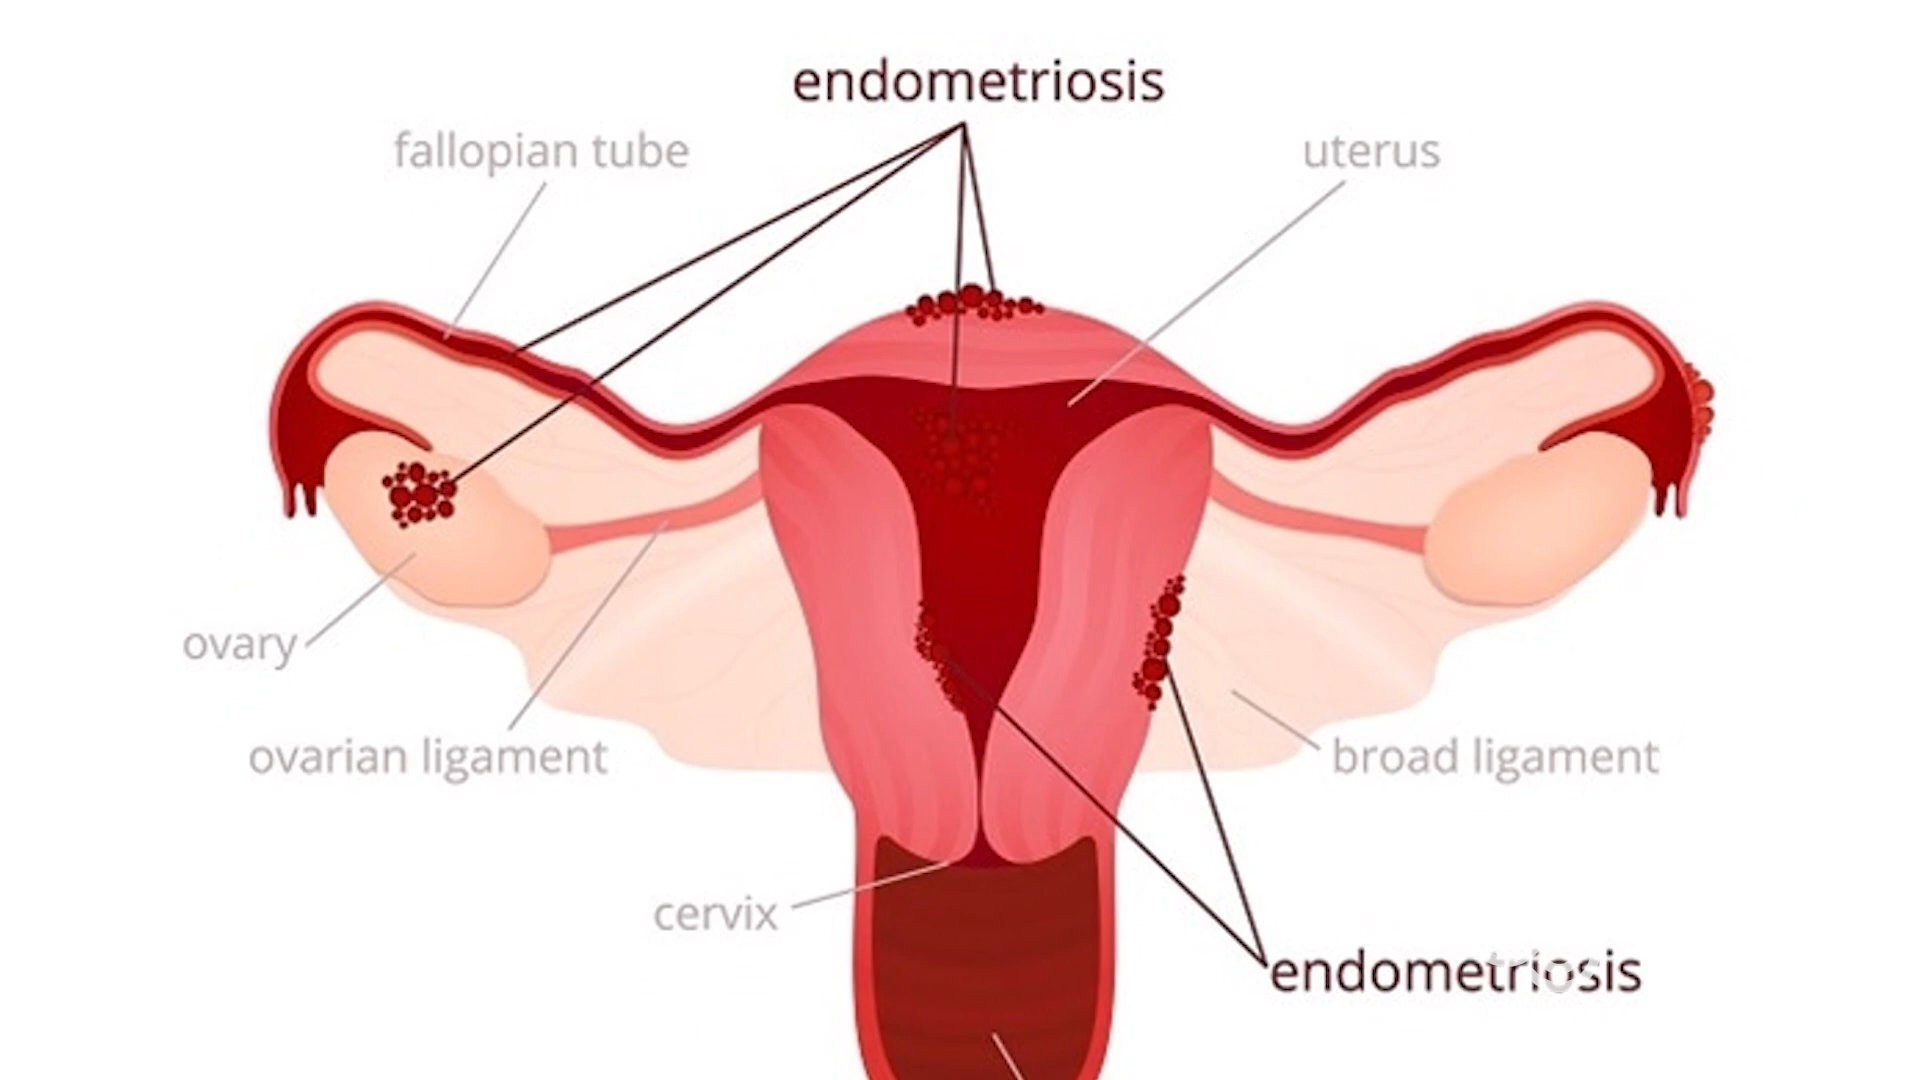 endometriosis
fallopian tube
uterus
ovary
ovarian ligament
broad ligament
cervix
endometriosis